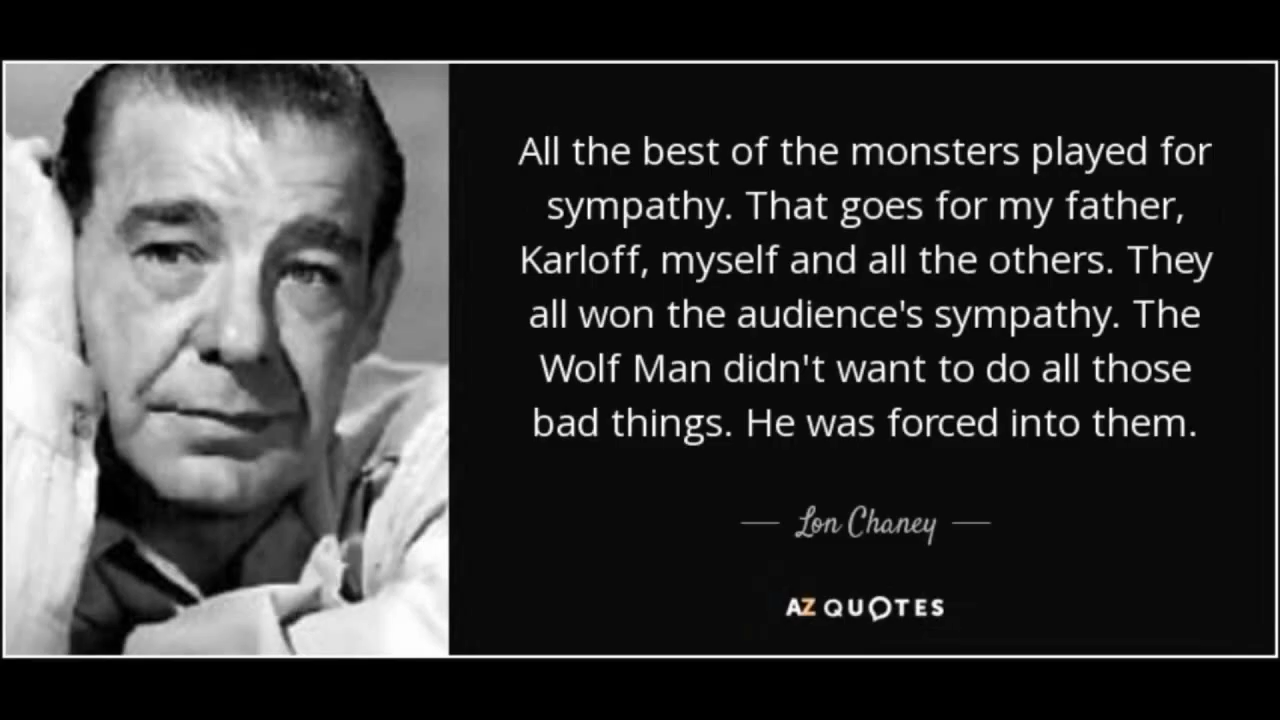 All the best of the monsters played for
sympathy. That goes for my father,
Karloff, myself and all the others. They
all won the audience's sympathy. The
Wolf Man didn't want to do all those
bad things. He was forced into them.
Lon Chaney
AZ QUOTES